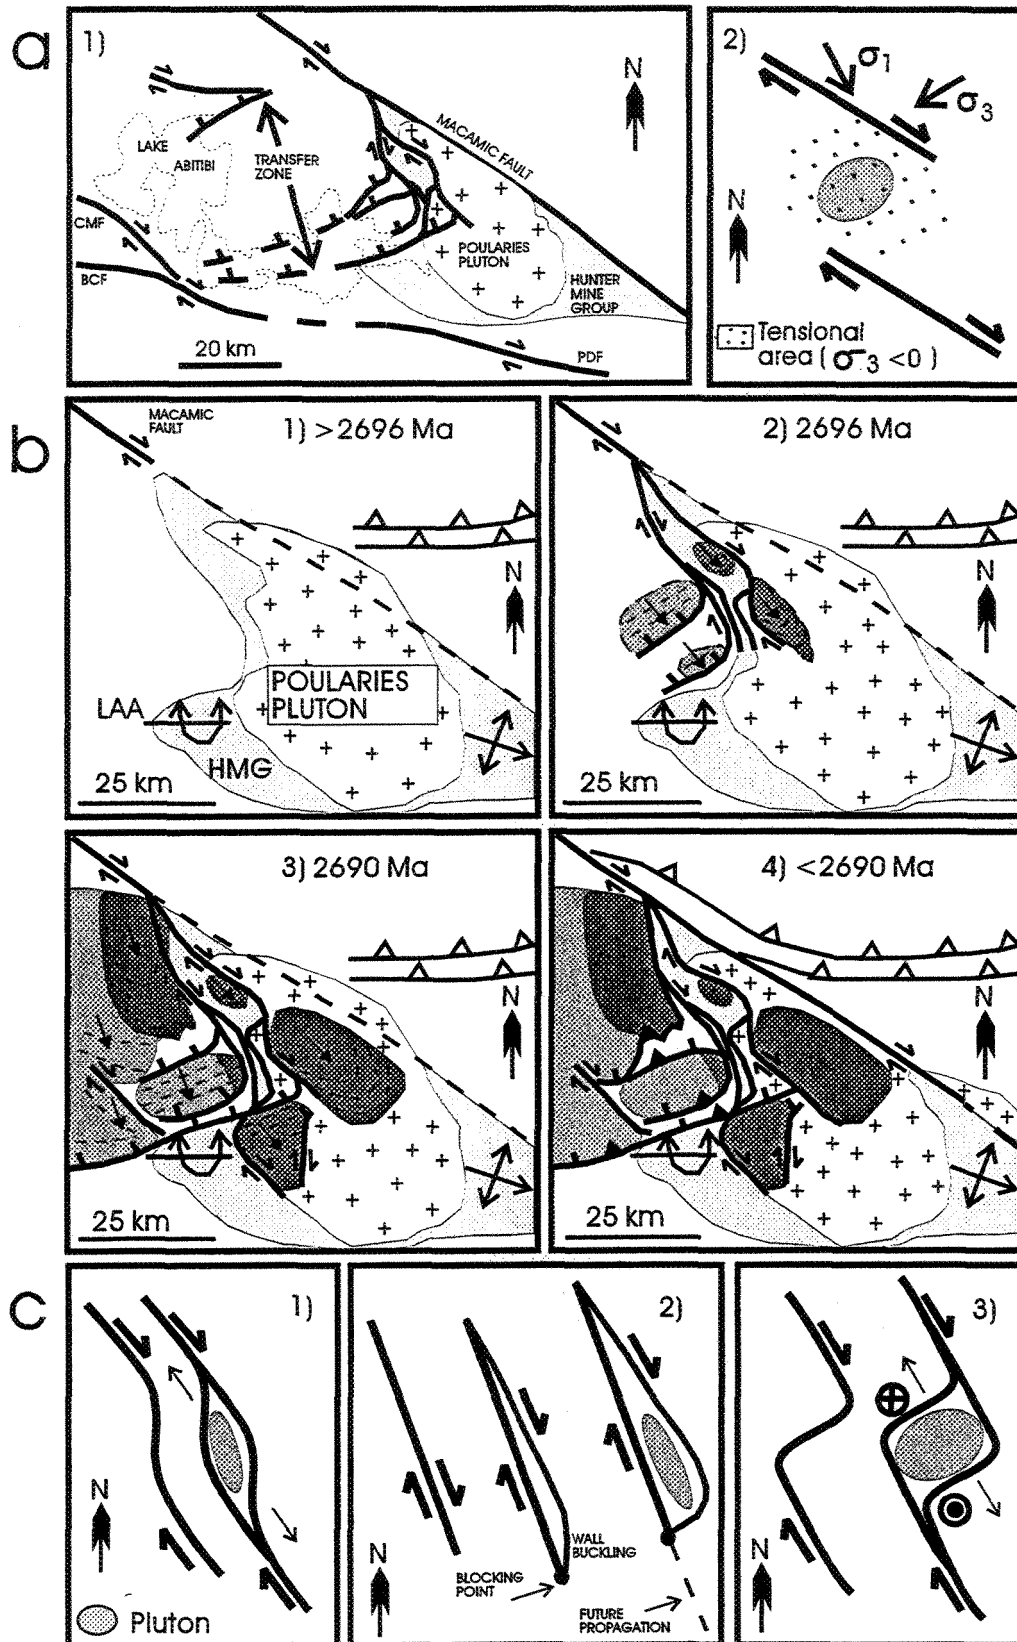 a
1)
N
MACAMIC FAULT
LAKE
ABITIBI
TRANSFER
ZONE
CMF
BCF
POULARIES
PLUTON
HUNTER
MINE
GROUP
20 km
PDF
2)
σ1
σ3
N
Tensional
area ( σ3 <0 )
b
MACAMIC
FAULT
1) >2696 Ma
N
POULARIES
PLUTON
LAA
HMG
25 km
2) 2696 Ma
N
25 km
3) 2690 Ma
N
25 km
4) <2690 Ma
N
25 km
c
1)
N
Pluton
2)
WALL
BUCKLING
BLOCKING
POINT
N
FUTURE
PROPAGATION
3)
N